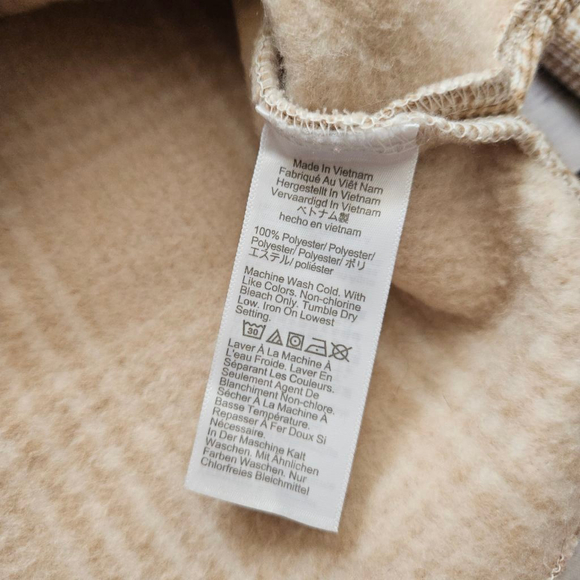 Made In Vietnam
Fabriqué Au Viêt Nam
Hergestellt In Vietnam
Vervaardigd In Vietnam
ベトナム製
hecho en vietnam
100% Polyester/ Polyester/
Polyester/ Polyester/ ポリ
エステル/ poliéster
Machine Wash Cold. With
Like Colors. Non-chlorine
Bleach Only. Tumble Dry
Low. Iron On Lowest
Setting.
30
Laver À La Machine À
L'eau Froide. Laver En
Séparant Les Couleurs.
Seulement Agent De
Blanchiment Non-chlore.
Sécher À La Machine À
Basse Température.
Repasser À Fer Doux Si
Nécessaire.
In Der Maschine Kalt
Waschen. Mit Ähnlichen
Farben Waschen. Nur
Chlorfreies Bleichmittel